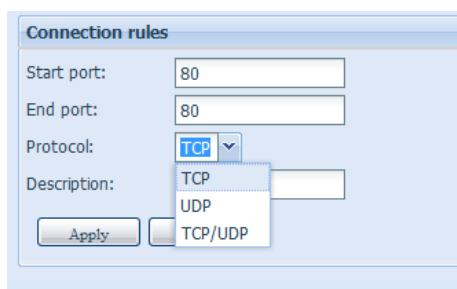 Connection rules
Start port: 80
End port: 80
Protocol: TCP
TCP
Description:
UDP
Apply TCP/UDP